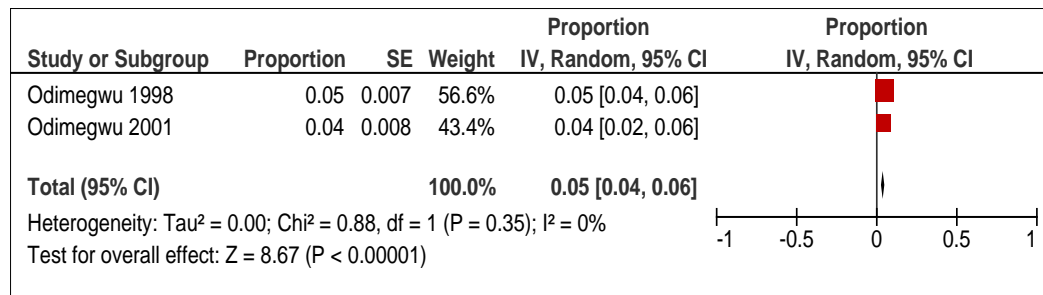 Proportion Proportion
Study or Subgroup Proportion SE Weight IV, Random, 95% CI IV, Random, 95% CI
Odimegwu 1998 0.05 0.007 56.6% 0.05 [0.04, 0.06]
Odimegwu 2001 0.04 0.008 43.4% 0.04 [0.02, 0.06]
Total (95% CI) 100.0% 0.05 [0.04, 0.06]
Heterogeneity: Tau² = 0.00; Chi² = 0.88, df = 1 (P = 0.35); I² = 0%
Test for overall effect: Z = 8.67 (P < 0.00001)
-1 -0.5 0 0.5 1